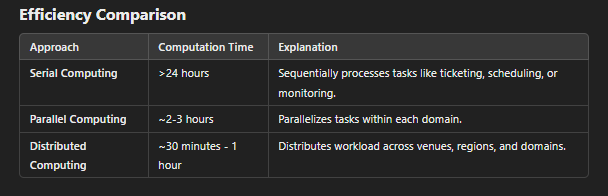 Efficiency Comparison
Approach Computation Time Explanation
Serial Computing >24 hours Sequentially processes tasks like ticketing, scheduling, or
monitoring.
Parallel Computing ~2-3 hours Parallelizes tasks within each domain.
Distributed ~30 minutes - 1 Distributes workload across venues, regions, and domains.
Computing hour